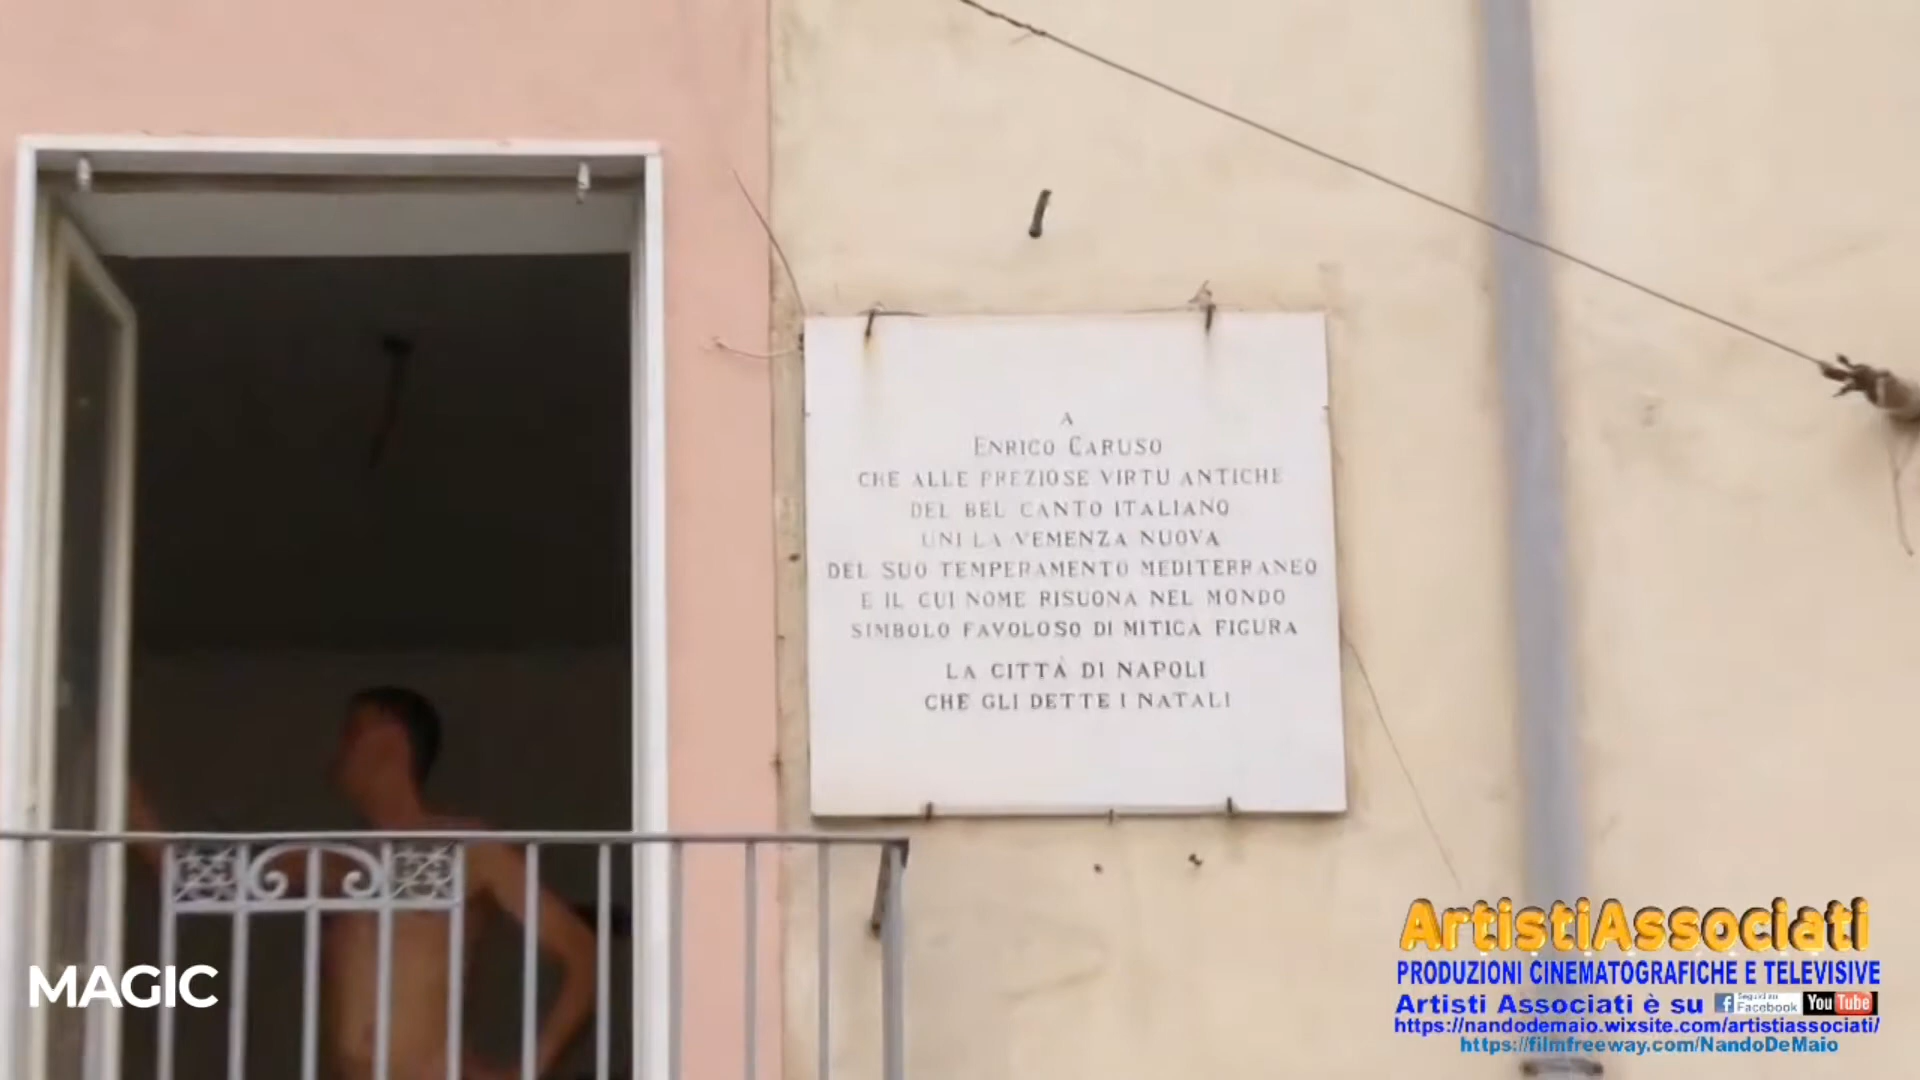 A
ENRICO CARUSO
CHE ALLE PREZIOSE VIRTU ANTICHE
DEL BEL CANTO ITALIANO
UNI LA VEMENZA NUOVA
DEL SUO TEMPERAMENTO MEDITERRANEO
E IL CUI NOME RISUONA NEL MONDO
SIMBOLO FAVOLOSO DI MITICA FIGURA
LA CITTÀ DI NAPOLI
CHE GLI DETTE I NATALI
MAGIC
ArtistiAssociati
PRODUZIONI CINEMATOGRAFICHE E TELEVISIVE
Artisti Associati è su f Seguici su Facebook YouTube
https://nandodemaio.wixsite.com/artistiassociati/
https://filmfreeway.com/NandoDeMaio